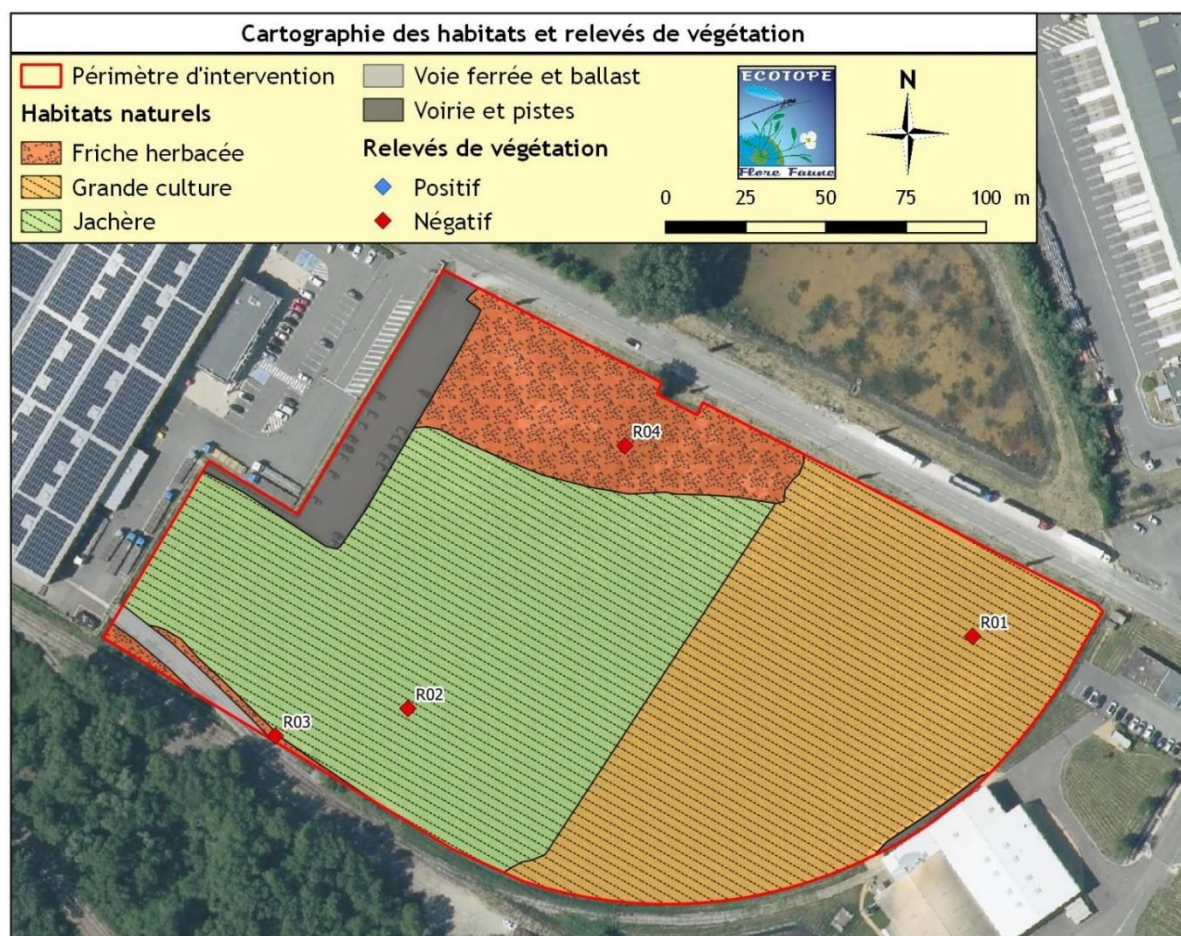 Cartographie des habitats et relevés de végétation
Périmètre d'intervention
Habitats naturels
Friche herbacée
Grande culture
Jachère
Voie ferrée et ballast
Voirie et pistes
Relevés de végétation
Positif
Négatif
ECOTOPE
Flore Faune
N
0 25 50 75 100 m
R04
R01
R02
R03